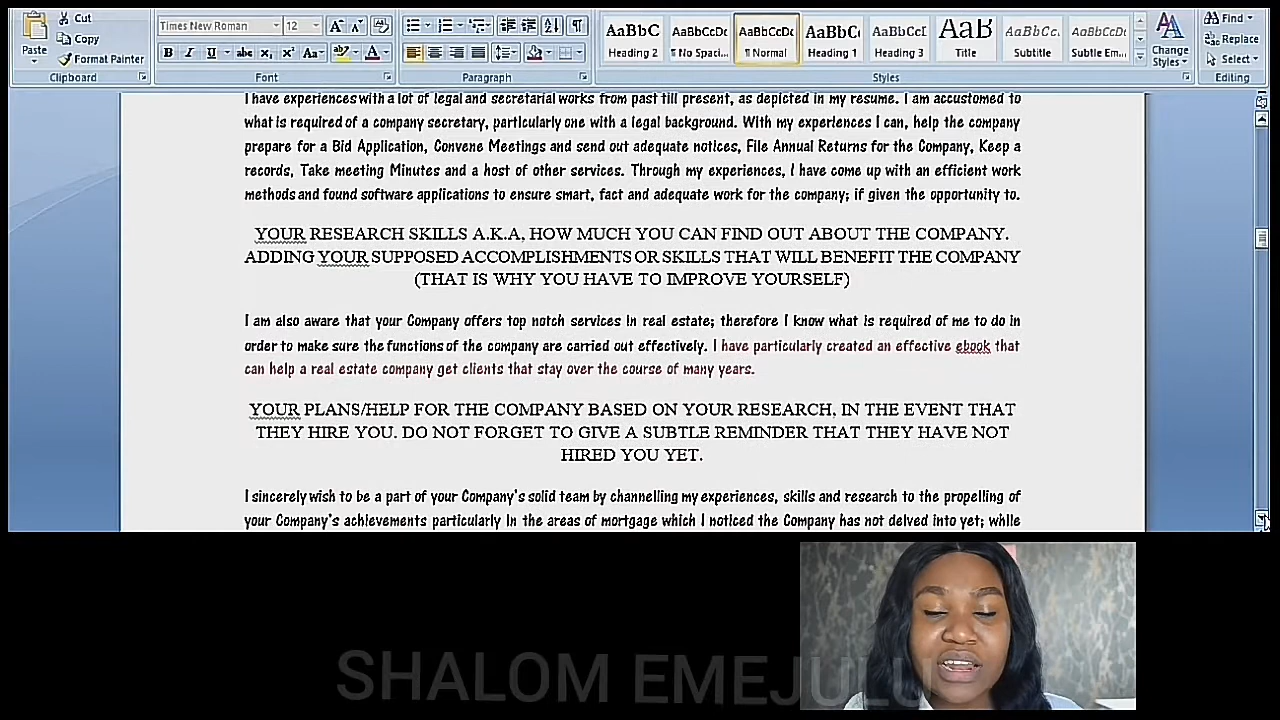 Cut
Copy
Format Painter
Paste
Clipboard
Times New Roman
12
Font
Paragraph
AaBbC
AaBbCcDc
AaBbCcDc
AaBbCc
AaBbCcDc
AaB
AaBbCc.
AaBbCcDc
Heading 2
¶ No Spaci...
¶ Normal
Heading 1
Heading 3
Title
Subtitle
Subtle Em...
Styles
Change
Styles
Find
Replace
Select
Editing
I have experiences with a lot of legal and secretarial works from past till present, as depicted in my resume. I am accustomed to
what is required of a company secretary, particularly one with a legal background. With my experiences I can, help the company
prepare for a Bid Application, Convene Meetings and send out adequate notices, File Annual Returns for the Company, Keep a
records, Take meeting Minutes and a host of other services. Through my experiences, I have come up with an efficient work
methods and found software applications to ensure smart, fact and adequate work for the company; if given the opportunity to.
YOUR RESEARCH SKILLS A.K.A, HOW MUCH YOU CAN FIND OUT ABOUT THE COMPANY.
ADDING YOUR SUPPOSED ACCOMPLISHMENTS OR SKILLS THAT WILL BENEFIT THE COMPANY
(THAT IS WHY YOU HAVE TO IMPROVE YOURSELF)
I am also aware that your Company offers top notch services in real estate; therefore I know what is required of me to do in
order to make sure the functions of the company are carried out effectively. I have particularly created an effective ebook that
can help a real estate company get clients that stay over the course of many years.
YOUR PLANS/HELP FOR THE COMPANY BASED ON YOUR RESEARCH, IN THE EVENT THAT
THEY HIRE YOU. DO NOT FORGET TO GIVE A SUBTLE REMINDER THAT THEY HAVE NOT
HIRED YOU YET.
I sincerely wish to be a part of your Company's solid team by channelling my experiences, skills and research to the propelling of
your Company's achievements particularly in the areas of mortgage which I noticed the Company has not delved into yet; while
SHALOM EMEJULU